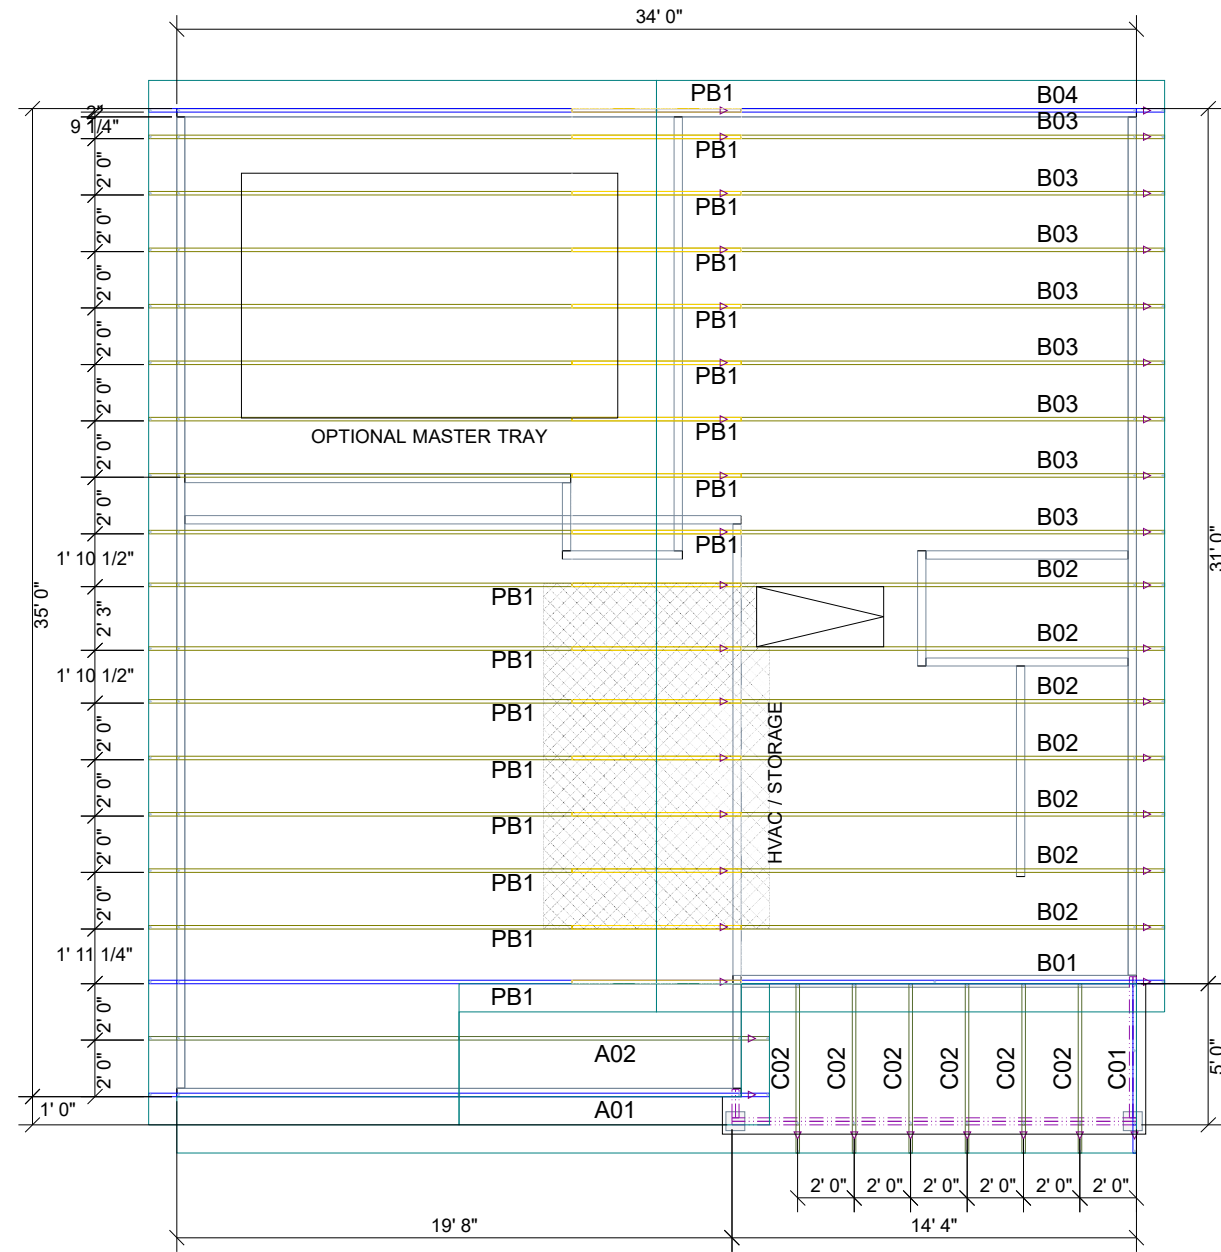 34' 0"
PB1
B04
2"
9 1/4"
B03
PB1
2' 0"
B03
PB1
2' 0"
B03
PB1
2' 0"
B03
PB1
2' 0"
B03
PB1
2' 0"
B03
PB1
OPTIONAL MASTER TRAY
2' 0"
B03
PB1
2' 0"
B03
PB1
1' 10 1/2"
B02
PB1
35' 0"
31' 0"
2' 3"
B02
PB1
1' 10 1/2"
B02
PB1
2' 0"
B02
PB1
HVAC / STORAGE
2' 0"
B02
PB1
2' 0"
B02
PB1
2' 0"
B02
PB1
1' 11 1/4"
B01
PB1
2' 0"
A02
C02
C02
C02
C02
C02
C02
C01
5' 0"
2' 0"
1' 0"
A01
2' 0"
2' 0"
2' 0"
2' 0"
2' 0"
2' 0"
19' 8"
14' 4"